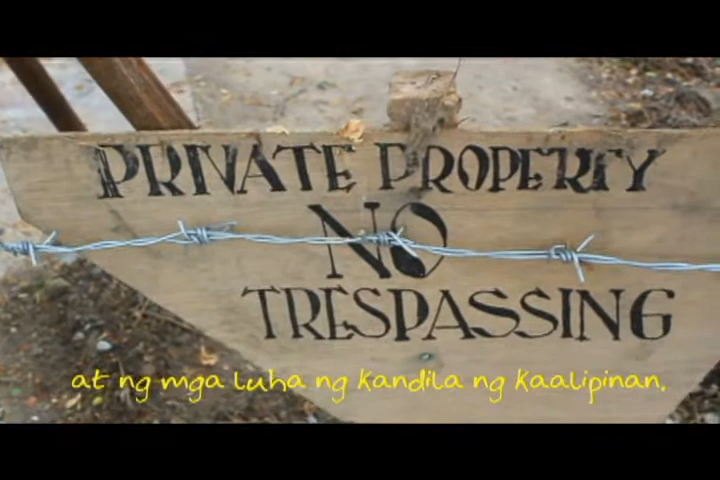 PRIVATE PROPERTY
NO
TRESPASSING
at ng mga luha ng kandila ng kaalipinan.